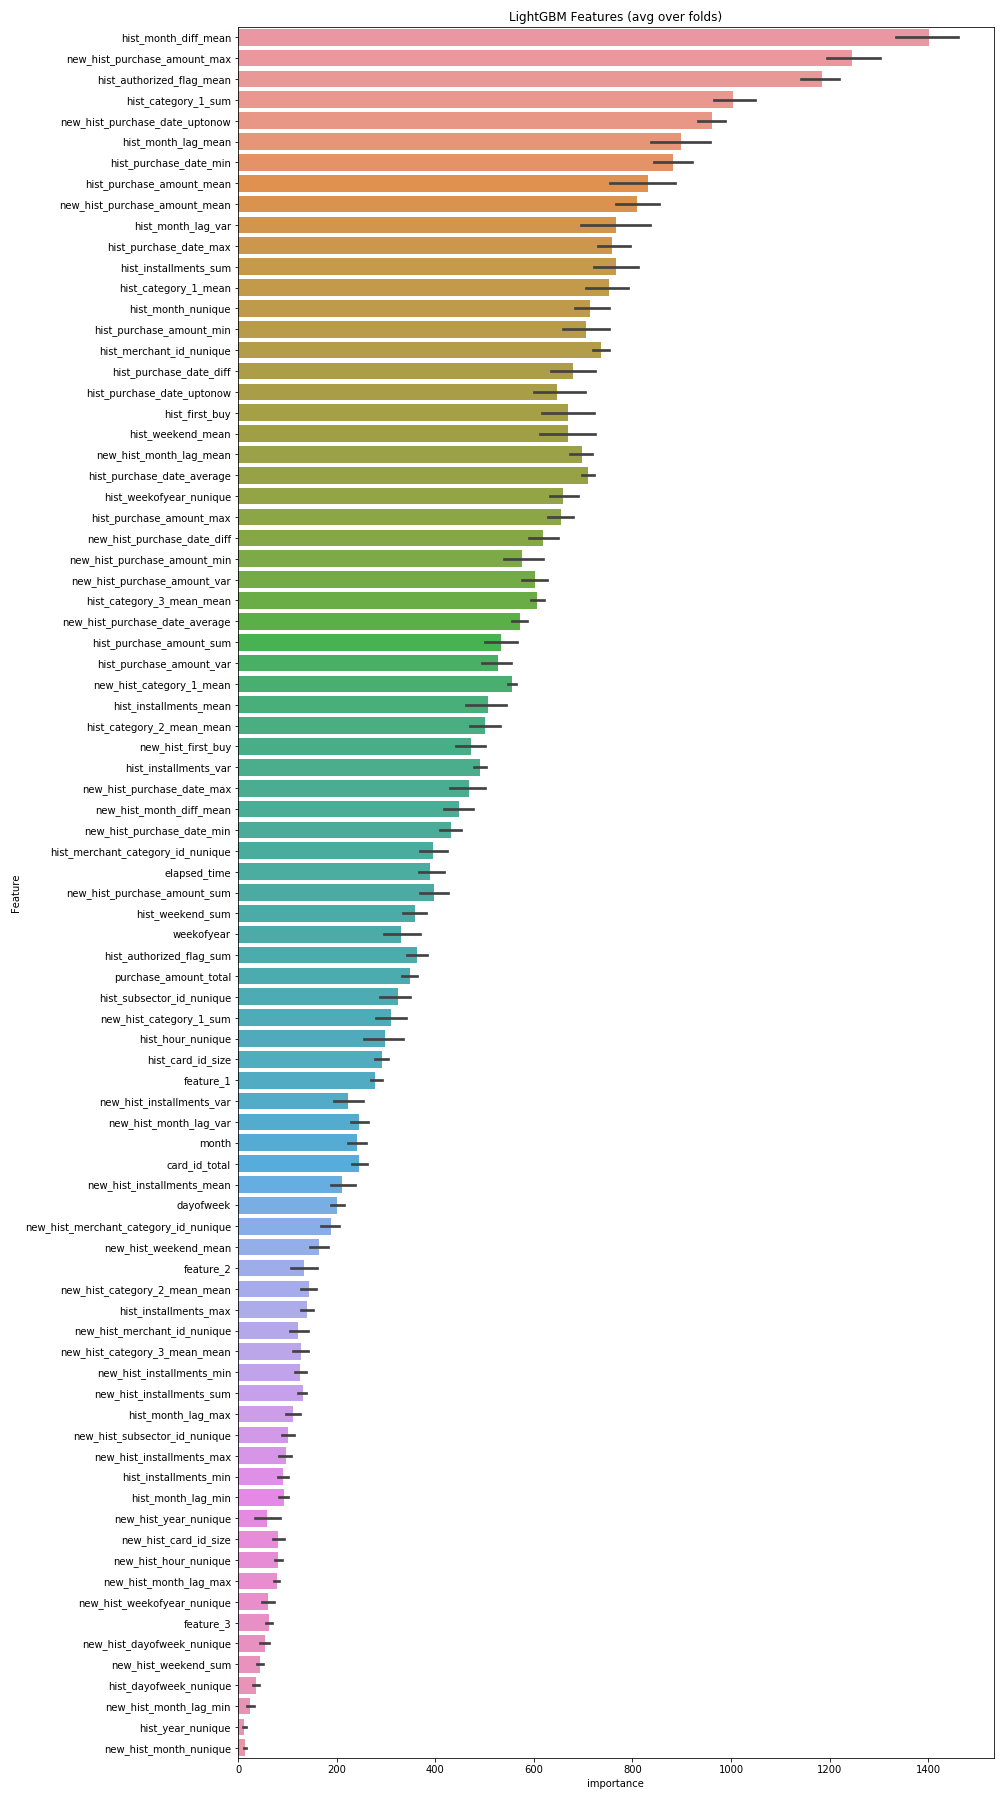 LightGBM Features (avg over folds)
hist_month_diff_mean
new_hist_purchase_amount_max
hist_authorized_flag_mean
hist_category_1_sum
new_hist_purchase_date_uptonow
hist_month_lag_mean
hist_purchase_date_min
hist_purchase_amount_mean
new_hist_purchase_amount_mean
hist_month_lag_var
hist_purchase_date_max
hist_installments_sum
hist_category_1_mean
hist_month_nunique
hist_purchase_amount_min
hist_merchant_id_nunique
hist_purchase_date_diff
hist_purchase_date_uptonow
hist_first_buy
hist_weekend_mean
new_hist_month_lag_mean
hist_purchase_date_average
hist_weekofyear_nunique
hist_purchase_amount_max
new_hist_purchase_date_diff
new_hist_purchase_amount_min
new_hist_purchase_amount_var
hist_category_3_mean_mean
new_hist_purchase_date_average
hist_purchase_amount_sum
hist_purchase_amount_var
new_hist_category_1_mean
hist_installments_mean
hist_category_2_mean_mean
new_hist_first_buy
hist_installments_var
new_hist_purchase_date_max
new_hist_month_diff_mean
new_hist_purchase_date_min
hist_merchant_category_id_nunique
elapsed_time
new_hist_purchase_amount_sum
hist_weekend_sum
weekofyear
hist_authorized_flag_sum
purchase_amount_total
hist_subsector_id_nunique
new_hist_category_1_sum
hist_hour_nunique
hist_card_id_size
feature_1
new_hist_installments_var
new_hist_month_lag_var
month
card_id_total
new_hist_installments_mean
dayofweek
new_hist_merchant_category_id_nunique
new_hist_weekend_mean
feature_2
new_hist_category_2_mean_mean
hist_installments_max
new_hist_merchant_id_nunique
new_hist_category_3_mean_mean
new_hist_installments_min
new_hist_installments_sum
hist_month_lag_max
new_hist_subsector_id_nunique
new_hist_installments_max
hist_installments_min
hist_month_lag_min
new_hist_year_nunique
new_hist_card_id_size
new_hist_hour_nunique
new_hist_month_lag_max
new_hist_weekofyear_nunique
feature_3
new_hist_dayofweek_nunique
new_hist_weekend_sum
hist_dayofweek_nunique
new_hist_month_lag_min
hist_year_nunique
new_hist_month_nunique
Feature
0 200 400 600 800 1000 1200 1400
importance